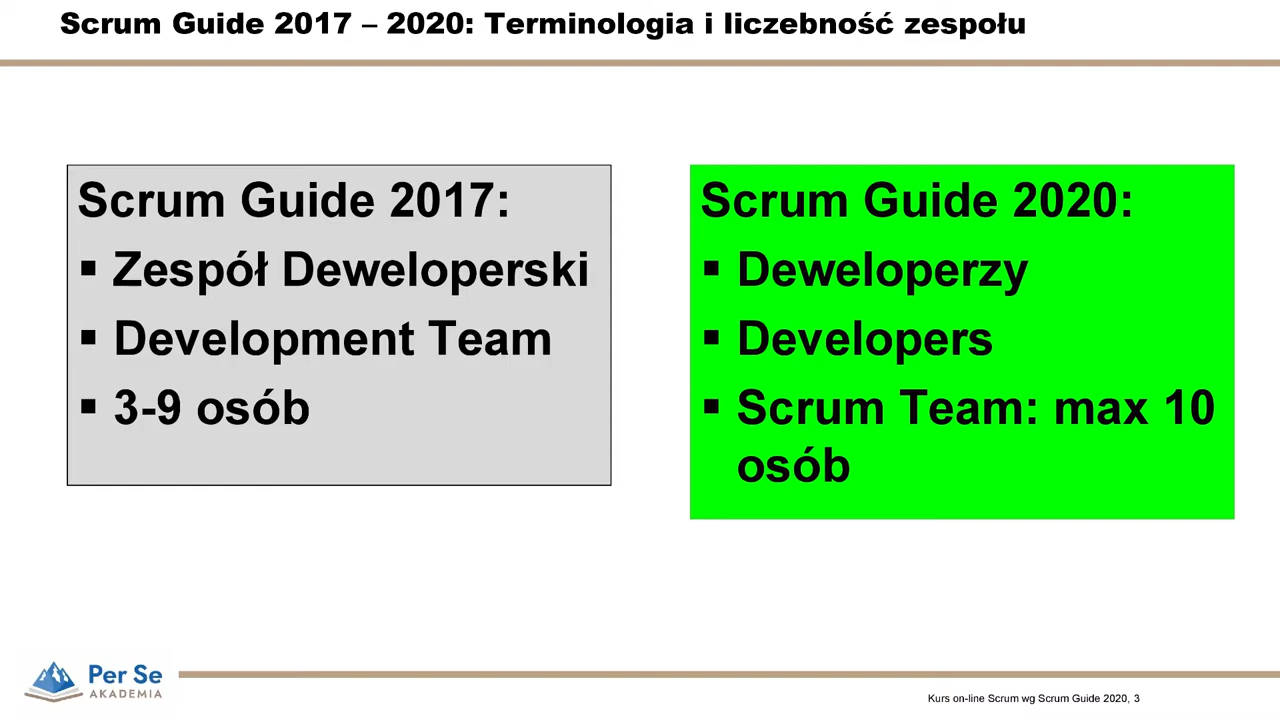 Scrum Guide 2017 – 2020: Terminologia i liczebność zespołu
Scrum Guide 2017:
▪ Zespół Deweloperski
▪ Development Team
▪ 3-9 osób
Scrum Guide 2020:
▪ Deweloperzy
▪ Developers
▪ Scrum Team: max 10
osób
Per Se
AKADEMIA
Kurs on-line Scrum wg Scrum Guide 2020, 3